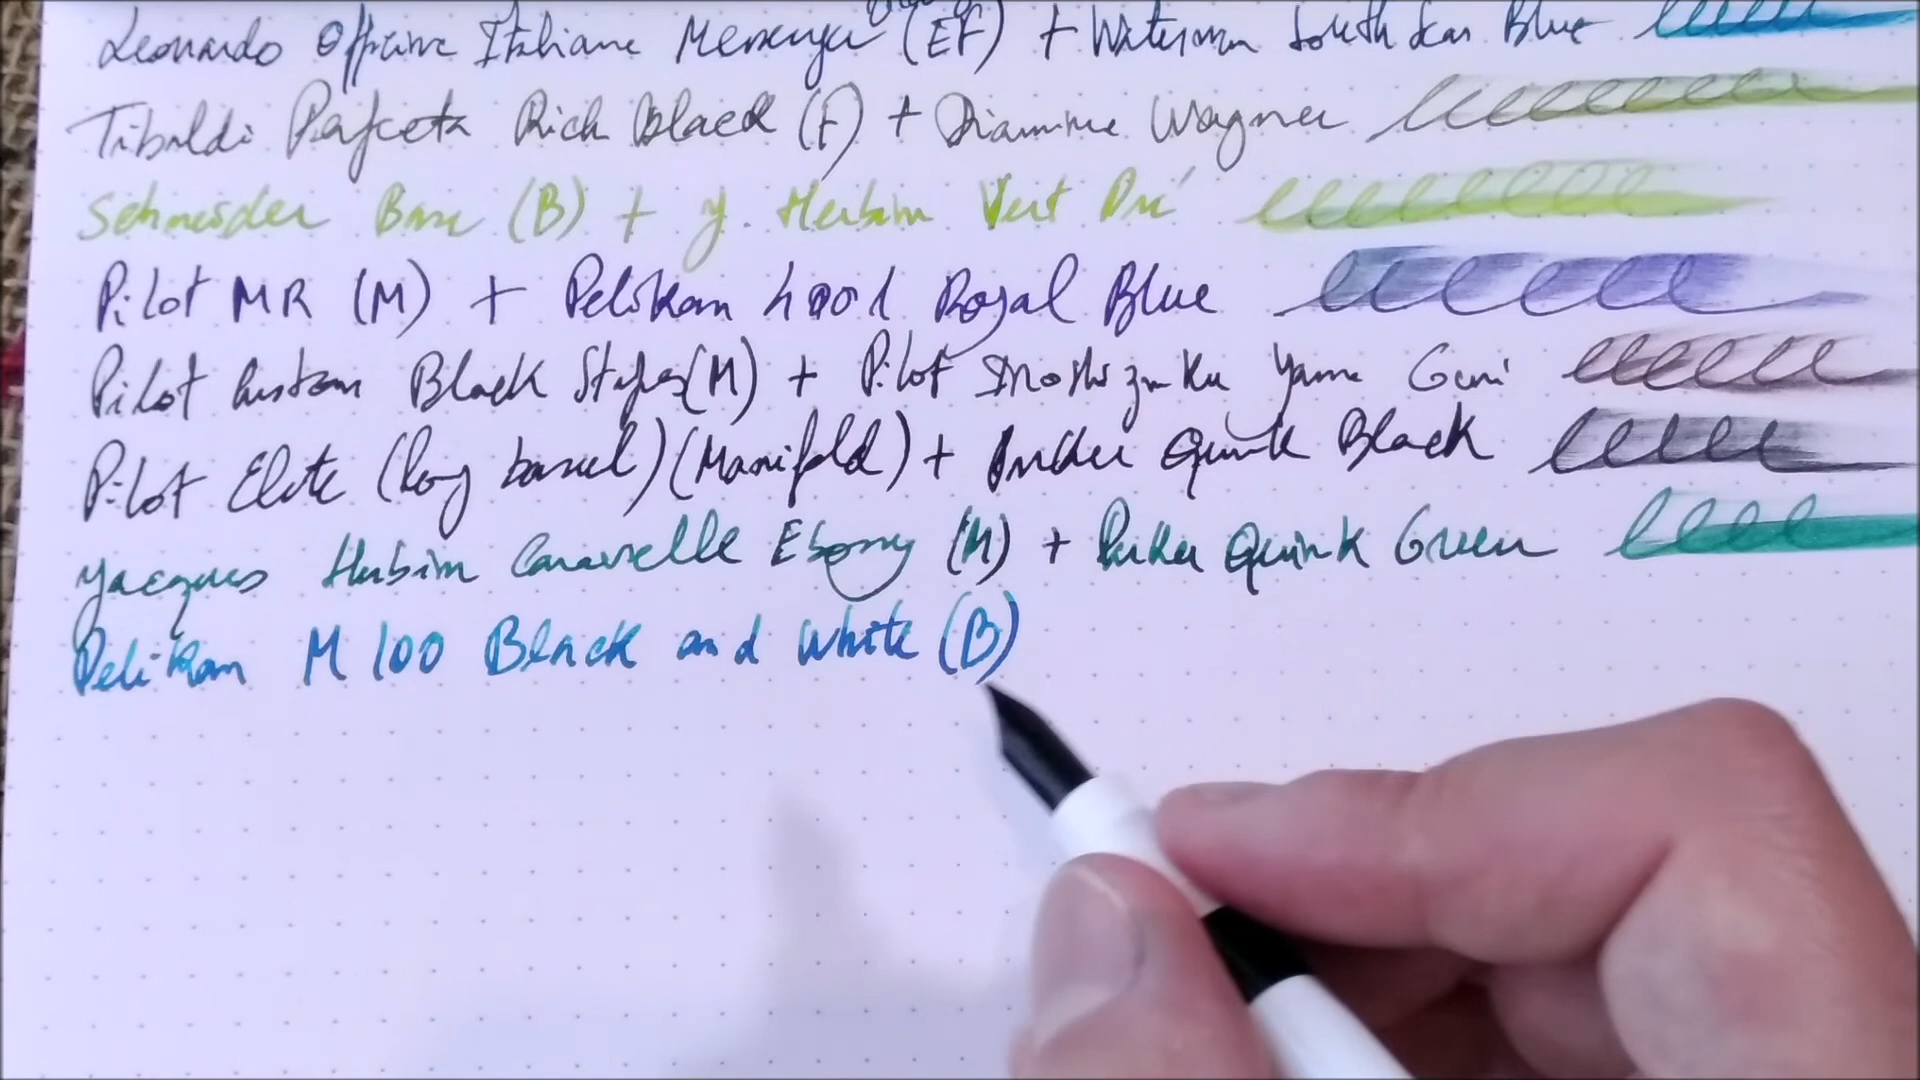 Leonardo Officina Italiana Messenger (EF) + Waterman South Sea Blue
Tibaldi Perfecta Rich Black (F) + Diamine Wagner
Schneider Base (B) + J. Herbin Vert Pré
Pilot MR (M) + Pelikan 4001 Royal Blue
Pilot Custom Black Stripes (M) + Pilot Iroshizuku Yama Guri
Pilot Elite (long barrel) (Manifold) + Parker Quink Black
Jacques Herbin Caravelle Ebony (M) + Parker Quink Green
Pelikan M100 Black and White (B)